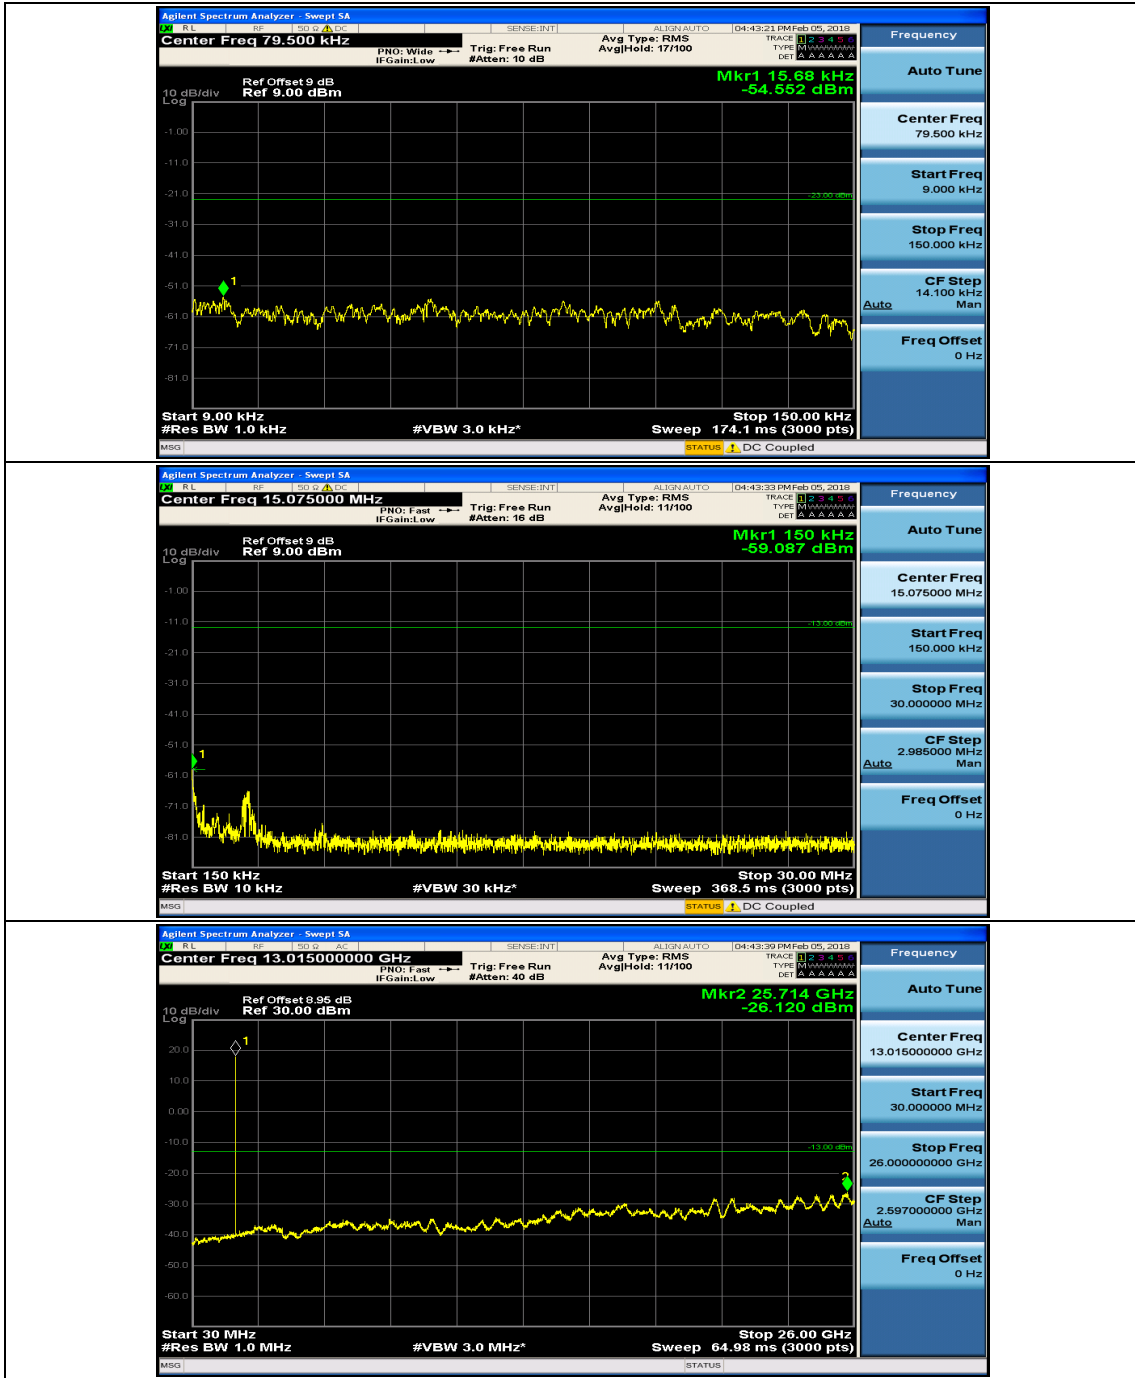 Agilent Spectrum Analyzer - Swept SA
LXI RL RF 50 Ω DC SENSE:INT ALIGN AUTO 04:43:21 PM Feb 05, 2018
Center Freq 79.500 kHz
PNO: Wide Trig: Free Run Avg Type: RMS TRACE 1 2 3 4 5 6
IFGain:Low #Atten: 10 dB Avg|Hold: 17/100 TYPE M
DET A A A A A A
Ref Offset 9 dB Mkr1 15.68 kHz
10 dB/div Ref 9.00 dBm -54.552 dBm
Log
-1.00
-11.0
-21.0
-23.00 dBm
-31.0
-41.0
-51.0
1
-61.0
-71.0
-81.0
Start 9.00 kHz Stop 150.00 kHz
#Res BW 1.0 kHz #VBW 3.0 kHz* Sweep 174.1 ms (3000 pts)
MSG STATUS DC Coupled
Frequency
Auto Tune
Center Freq
79.500 kHz
Start Freq
9.000 kHz
Stop Freq
150.000 kHz
CF Step
14.100 kHz
Auto Man
Freq Offset
0 Hz
Agilent Spectrum Analyzer - Swept SA
LXI RL RF 50 Ω DC SENSE:INT ALIGN AUTO 04:43:33 PM Feb 05, 2018
Center Freq 15.075000 MHz
PNO: Fast Trig: Free Run Avg Type: RMS TRACE 1 2 3 4 5 6
IFGain:Low #Atten: 16 dB Avg|Hold: 11/100 TYPE M
DET A A A A A A
Ref Offset 9 dB Mkr1 150 kHz
10 dB/div Ref 9.00 dBm -59.087 dBm
Log
-1.00
-11.0
-13.00 dBm
-21.0
-31.0
-41.0
-51.0
1
-61.0
-71.0
-81.0
Start 150 kHz Stop 30.00 MHz
#Res BW 10 kHz #VBW 30 kHz* Sweep 368.5 ms (3000 pts)
MSG STATUS DC Coupled
Frequency
Auto Tune
Center Freq
15.075000 MHz
Start Freq
150.000 kHz
Stop Freq
30.000000 MHz
CF Step
2.985000 MHz
Auto Man
Freq Offset
0 Hz
Agilent Spectrum Analyzer - Swept SA
LXI RL RF 50 Ω AC SENSE:INT ALIGN AUTO 04:43:39 PM Feb 05, 2018
Center Freq 13.015000000 GHz
PNO: Fast Trig: Free Run Avg Type: RMS TRACE 1 2 3 4 5 6
IFGain:Low #Atten: 40 dB Avg|Hold: 11/100 TYPE M
DET A A A A A A
Ref Offset 8.95 dB Mkr2 25.714 GHz
10 dB/div Ref 30.00 dBm -26.120 dBm
Log
1
20.0
10.0
0.00
-10.0
-13.00 dBm
-20.0
2
-30.0
-40.0
-50.0
-60.0
Start 30 MHz Stop 26.00 GHz
#Res BW 1.0 MHz #VBW 3.0 MHz* Sweep 64.98 ms (3000 pts)
MSG STATUS
Frequency
Auto Tune
Center Freq
13.015000000 GHz
Start Freq
30.000000 MHz
Stop Freq
26.000000000 GHz
CF Step
2.597000000 GHz
Auto Man
Freq Offset
0 Hz